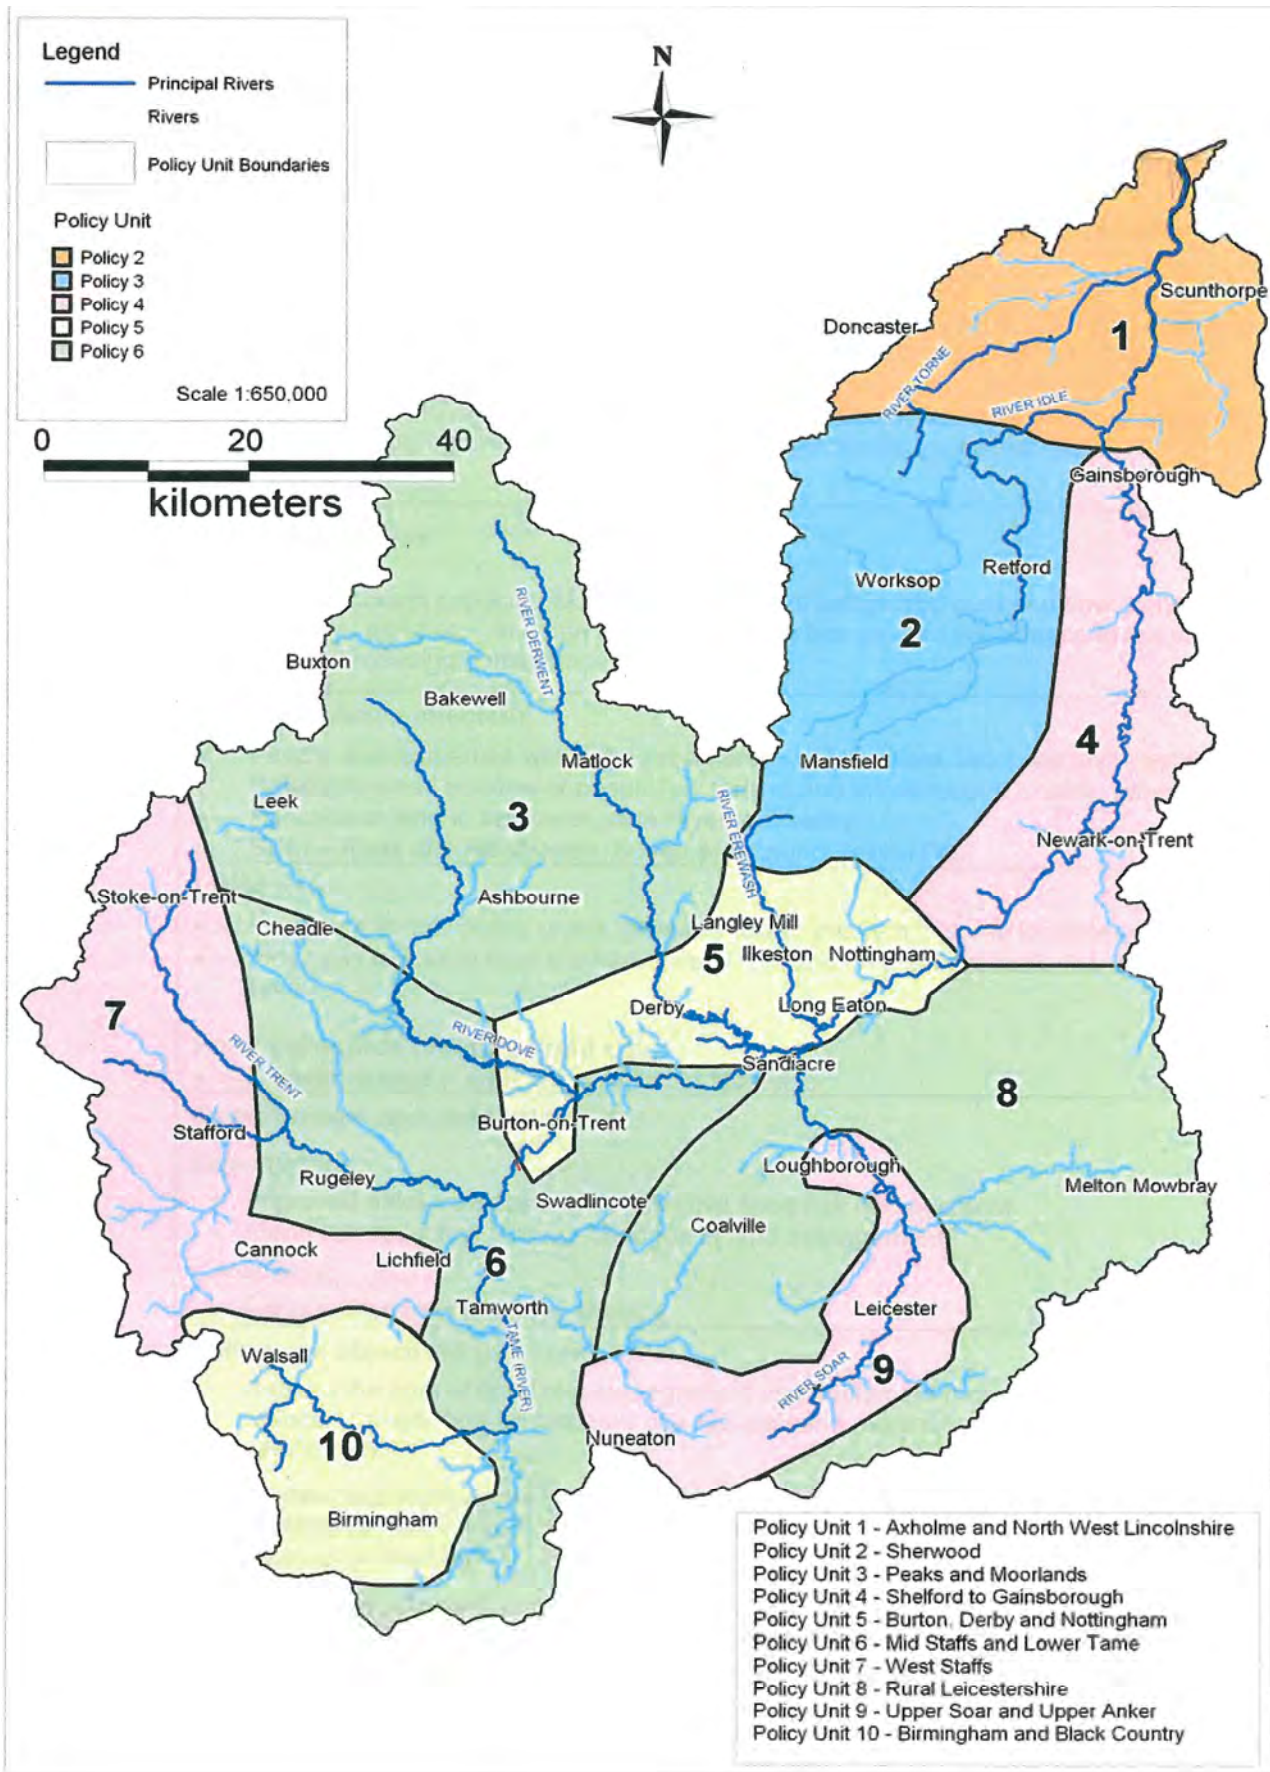 Legend
Principal Rivers
Rivers
Policy Unit Boundaries
Policy Unit
Policy 2
Policy 3
Policy 4
Policy 5
Policy 6
Scale 1:650.000
0 20 40
kilometers
N
Scunthorpe
Doncaster
1
RIVER TORNE
RIVER IDLE
Gainsborough
Worksop
Retford
2
Buxton
RIVER DERWENT
Bakewell
4
Matlock
Mansfield
Leek
3
RIVER EREWASH
Newark-on-Trent
Stoke-on-Trent
Ashbourne
Cheadle
Langley Mill
5
Ilkeston
Nottingham
7
Derby
Long Eaton
RIVER TRENT
RIVER DOVE
Sandiacre
8
Stafford
Burton-on-Trent
Rugeley
Loughborough
Swadlincote
Melton Mowbray
Coalville
Cannock
Lichfield
6
Tamworth
Leicester
TAME (RIVER)
Walsall
RIVER SOAR
9
10
Nuneaton
Birmingham
Policy Unit 1 - Axholme and North West Lincolnshire
Policy Unit 2 - Sherwood
Policy Unit 3 - Peaks and Moorlands
Policy Unit 4 - Shelford to Gainsborough
Policy Unit 5 - Burton, Derby and Nottingham
Policy Unit 6 - Mid Staffs and Lower Tame
Policy Unit 7 - West Staffs
Policy Unit 8 - Rural Leicestershire
Policy Unit 9 - Upper Soar and Upper Anker
Policy Unit 10 - Birmingham and Black Country